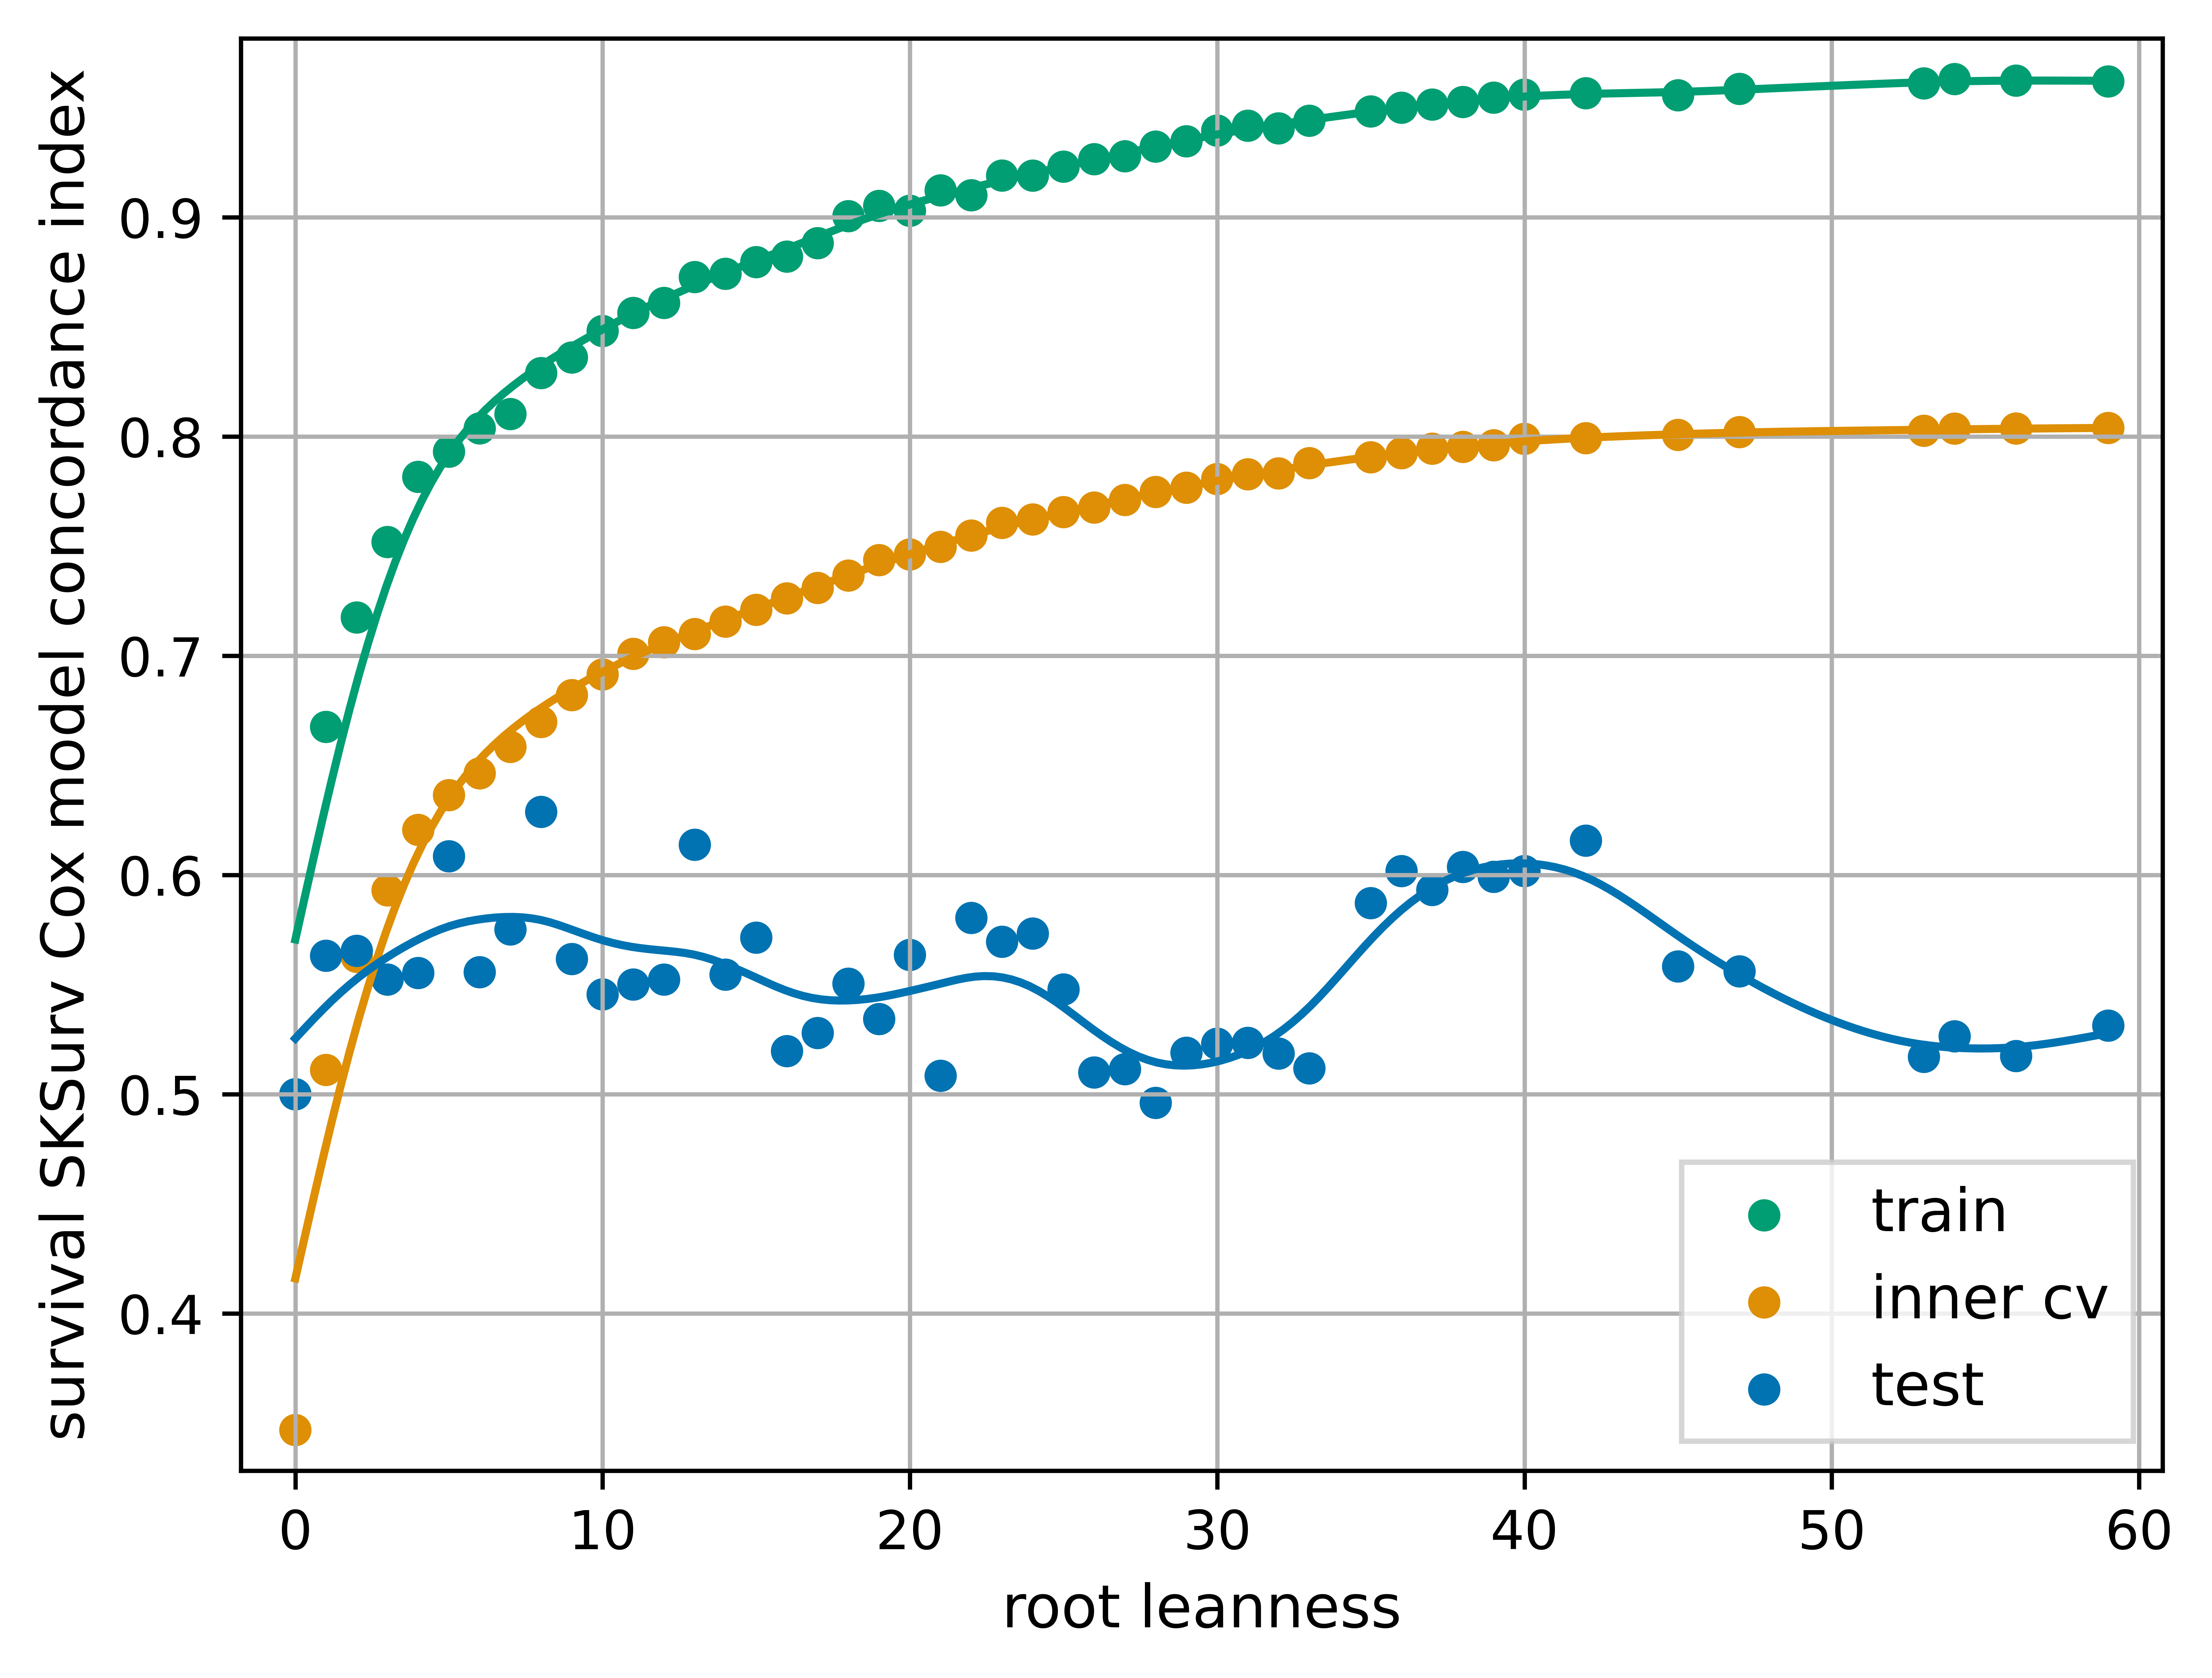 survival SKSurv Cox model concordance index
0.9
0.8
0.7
0.6
0.5
0.4
train
inner cv
test
0 10 20 30 40 50 60
root leanness